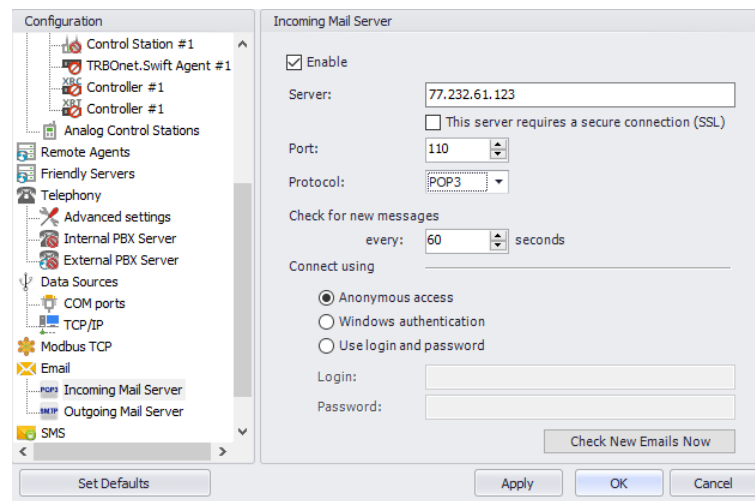 Configuration
Control Station #1
TRBOnet.Swift Agent #1
XRC
Controller #1
XRT
Controller #1
Analog Control Stations
Remote Agents
Friendly Servers
Telephony
Advanced settings
Internal PBX Server
External PBX Server
Data Sources
COM ports
TCP/IP
Modbus TCP
Email
POP3 Incoming Mail Server
SMTP Outgoing Mail Server
SMS
Set Defaults
Incoming Mail Server
Enable
Server: 77.232.61.123
This server requires a secure connection (SSL)
Port: 110
Protocol: POP3
Check for new messages
every: 60 seconds
Connect using
Anonymous access
Windows authentication
Use login and password
Login:
Password:
Check New Emails Now
Apply OK Cancel